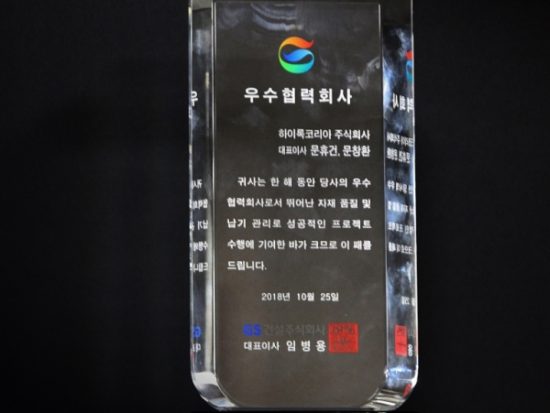 우수협력회사
하이록코리아 주식회사
대표이사 문휴건, 문창환
귀사는 한 해 동안 당사의 우수
협력회사로서 뛰어난 자재 품질 및
납기 관리로 성공적인 프로젝트
수행에 기여한 바가 크므로 이 패를
드립니다.
2018년 10월 25일
GS건설주식회사
대표이사 임병용